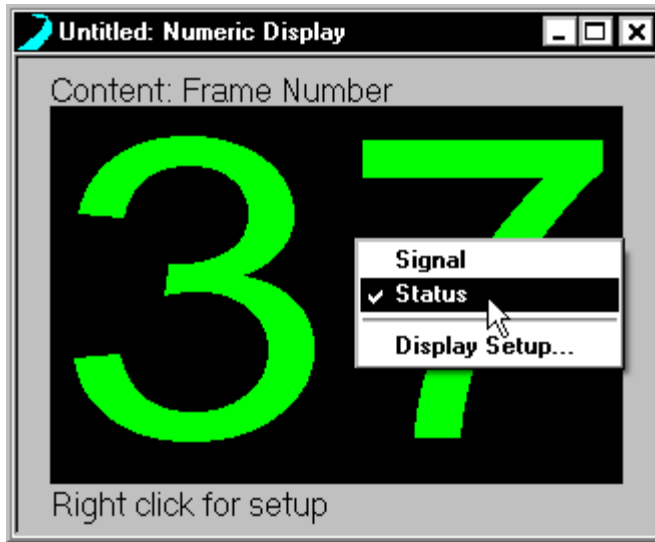 Untitled: Numeric Display
Content: Frame Number
37
Signal
Status
Display Setup...
Right click for setup